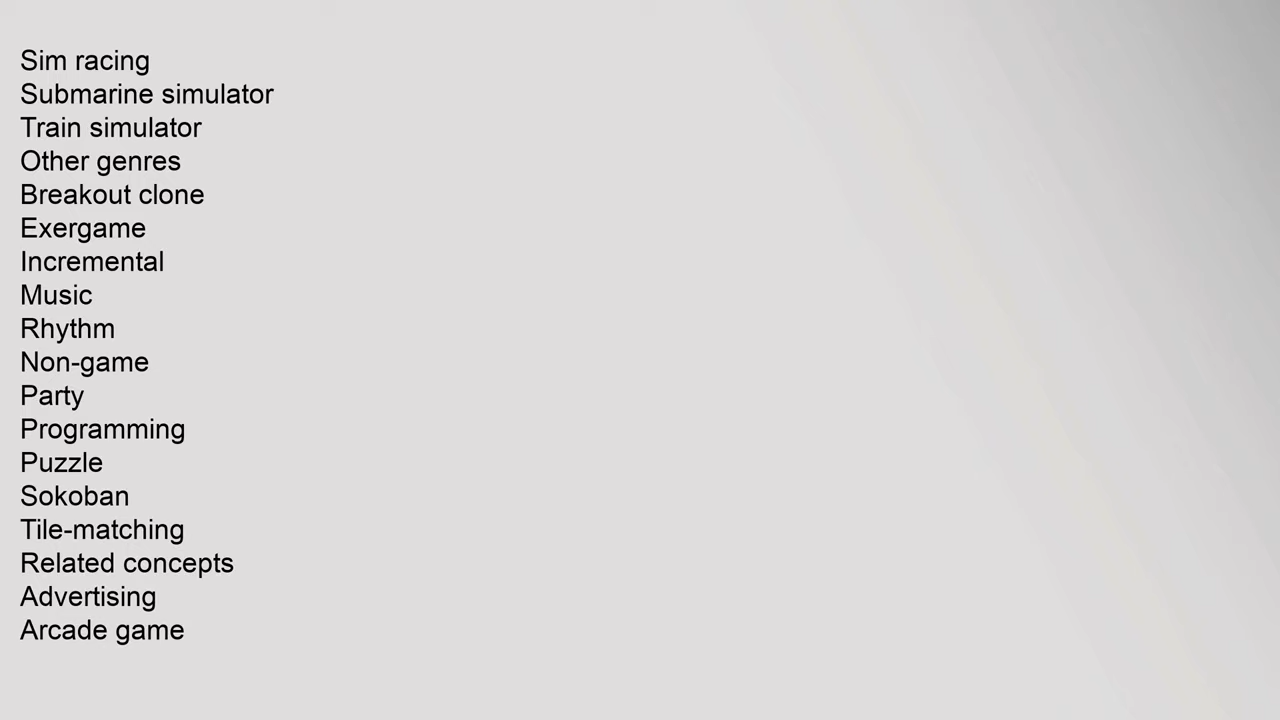 Sim racing
Submarine simulator
Train simulator
Other genres
Breakout clone
Exergame
Incremental
Music
Rhythm
Non-game
Party
Programming
Puzzle
Sokoban
Tile-matching
Related concepts
Advertising
Arcade game